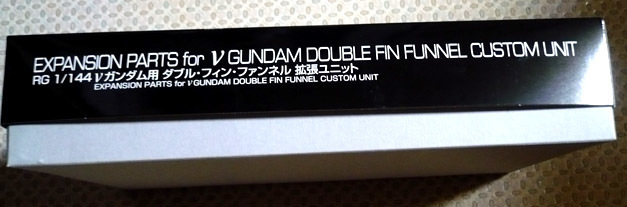 EXPANSION PARTS for ν GUNDAM DOUBLE FIN FUNNEL CUSTOM UNIT
RG 1/144 νガンダム用 ダブル・フィン・ファンネル 拡張ユニット
EXPANSION PARTS for νGUNDAM DOUBLE FIN FUNNEL CUSTOM UNIT